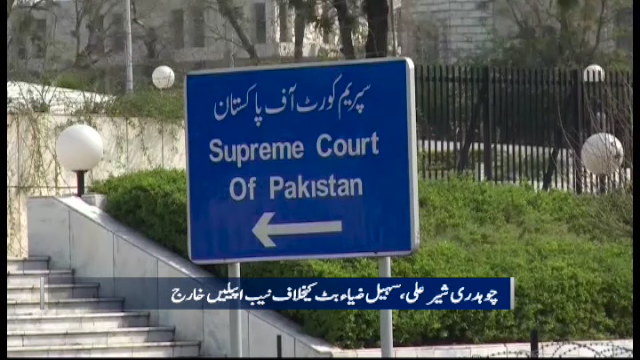 سپریم کورٹ آف پاکستان
Supreme Court
Of Pakistan
چوہدری شیر علی، سہیل ضیاء بٹ کیخلاف نیب اپیلیں خارج